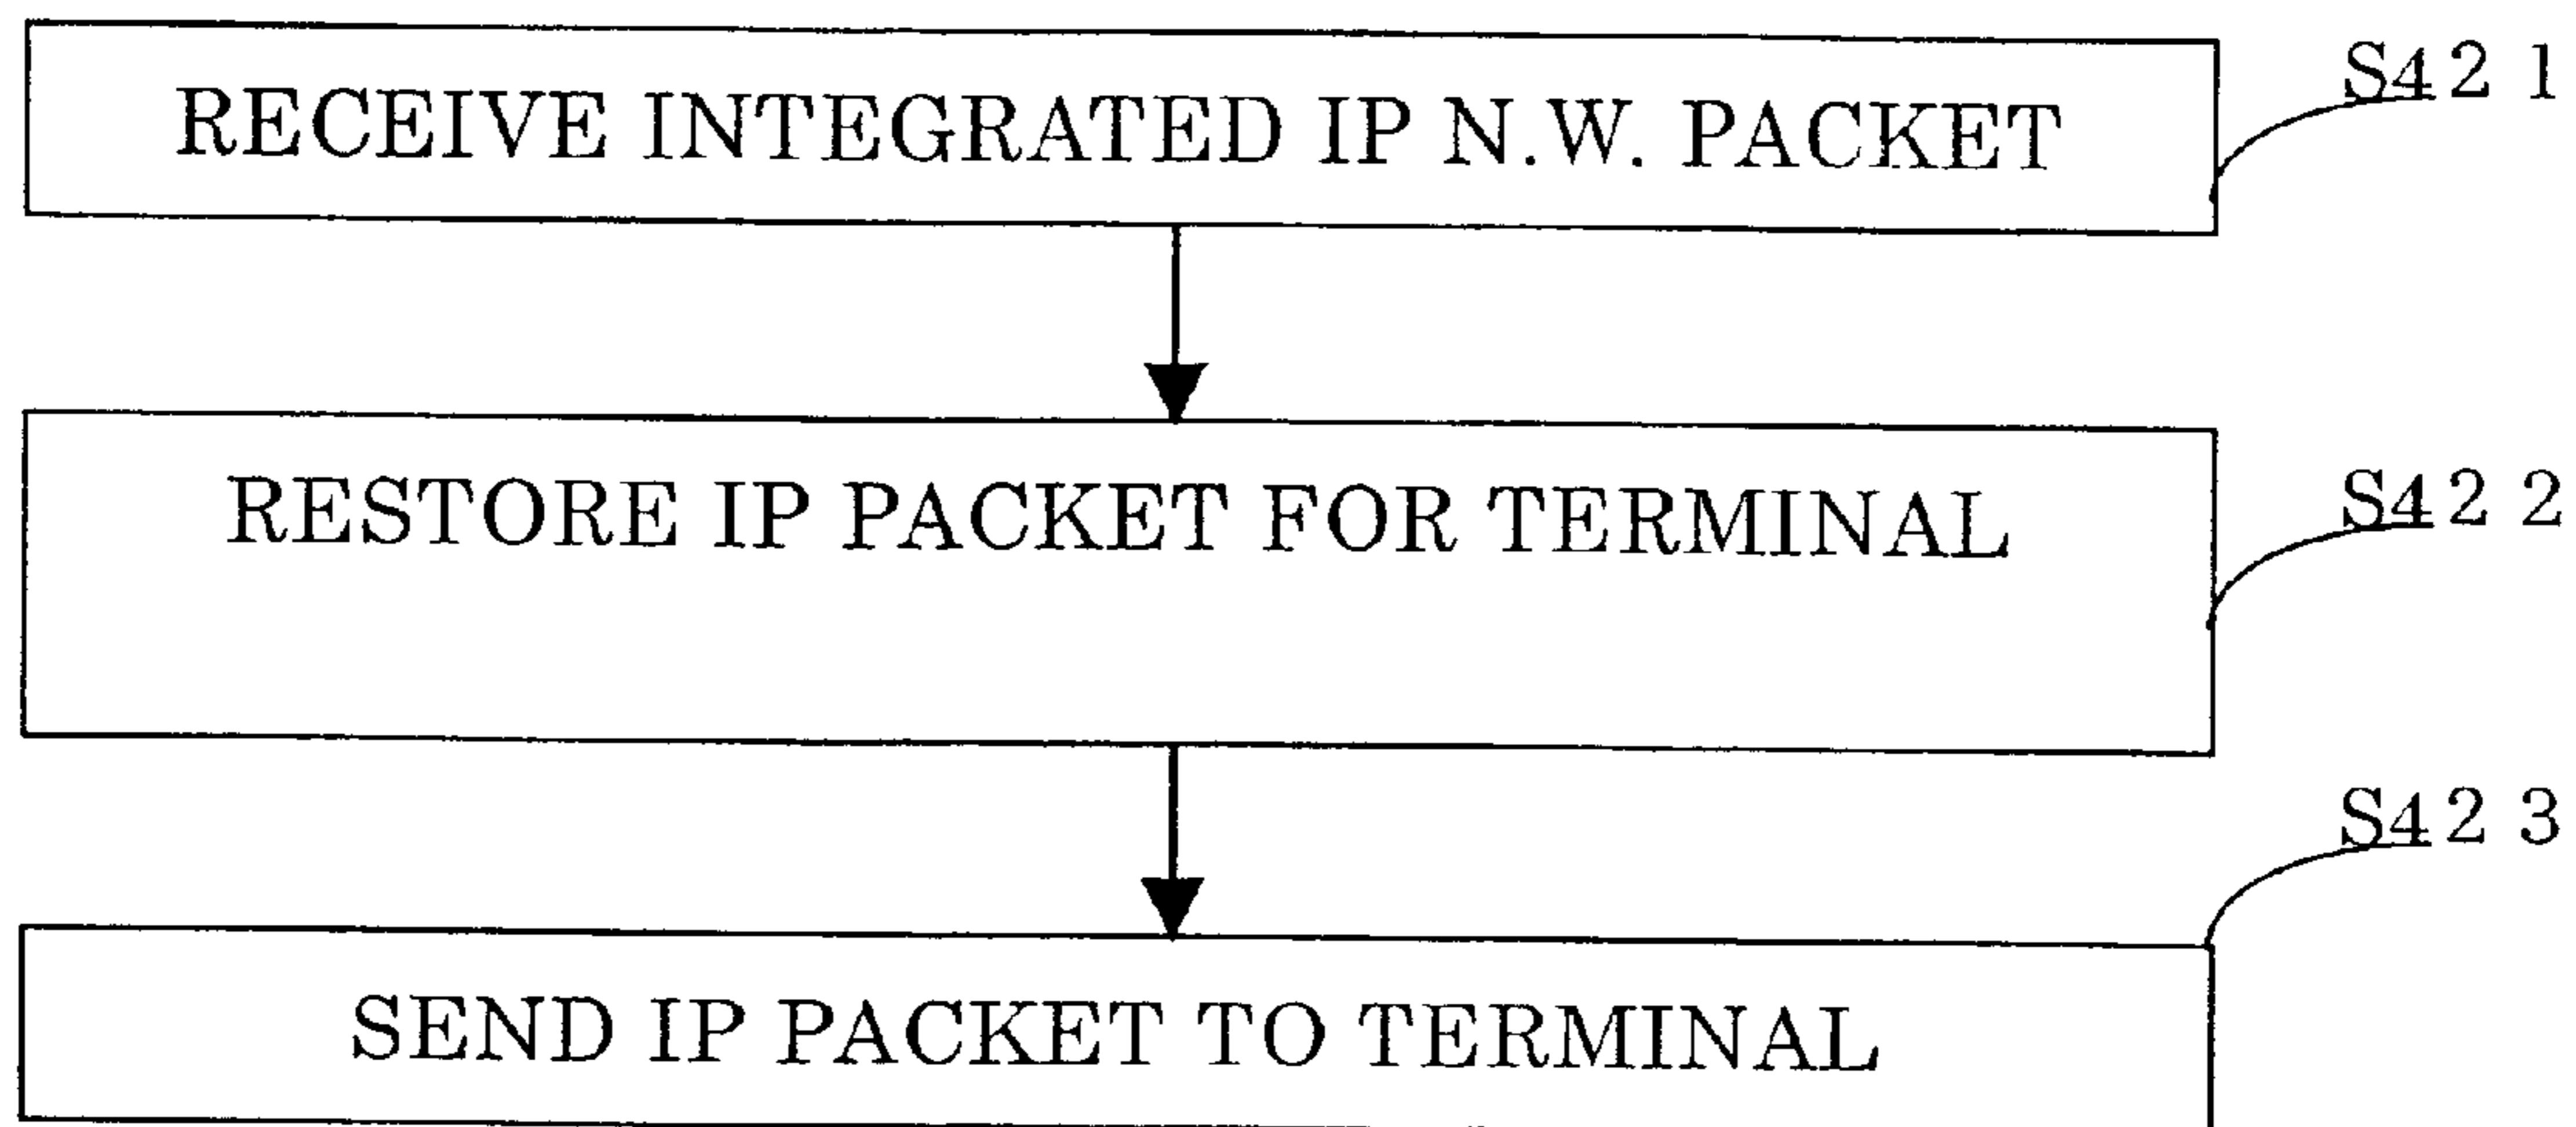 RECEIVE INTEGRATED IP N.W. PACKET
S421
RESTORE IP PACKET FOR TERMINAL
S422
S423
SEND IP PACKET TO TERMINAL